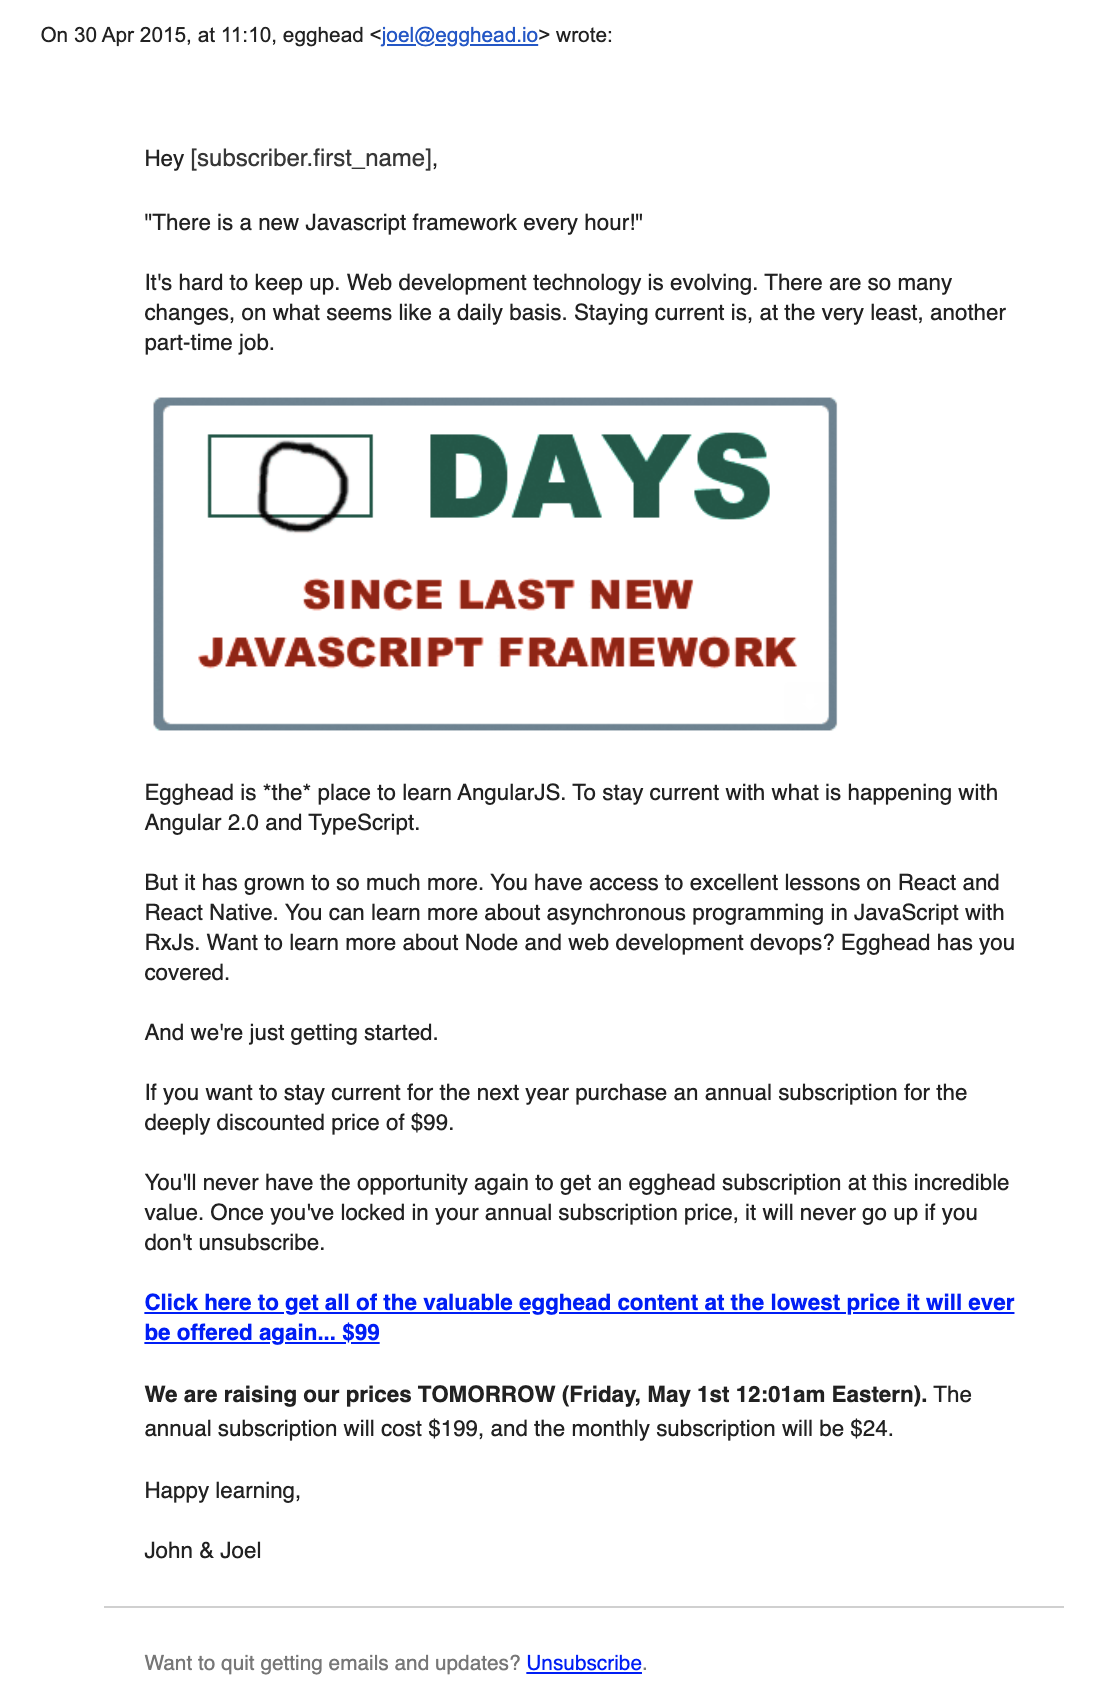 On 30 Apr 2015, at 11:10, egghead <joel@egghead.io> wrote:
Hey [subscriber.first_name],
"There is a new Javascript framework every hour!"
It's hard to keep up. Web development technology is evolving. There are so many
changes, on what seems like a daily basis. Staying current is, at the very least, another
part-time job.
0 DAYS
SINCE LAST NEW
JAVASCRIPT FRAMEWORK
Egghead is *the* place to learn AngularJS. To stay current with what is happening with
Angular 2.0 and TypeScript.
But it has grown to so much more. You have access to excellent lessons on React and
React Native. You can learn more about asynchronous programming in JavaScript with
RxJs. Want to learn more about Node and web development devops? Egghead has you
covered.
And we're just getting started.
If you want to stay current for the next year purchase an annual subscription for the
deeply discounted price of $99.
You'll never have the opportunity again to get an egghead subscription at this incredible
value. Once you've locked in your annual subscription price, it will never go up if you
don't unsubscribe.
Click here to get all of the valuable egghead content at the lowest price it will ever
be offered again... $99
We are raising our prices TOMORROW (Friday, May 1st 12:01am Eastern). The
annual subscription will cost $199, and the monthly subscription will be $24.
Happy learning,
John & Joel
Want to quit getting emails and updates? Unsubscribe.